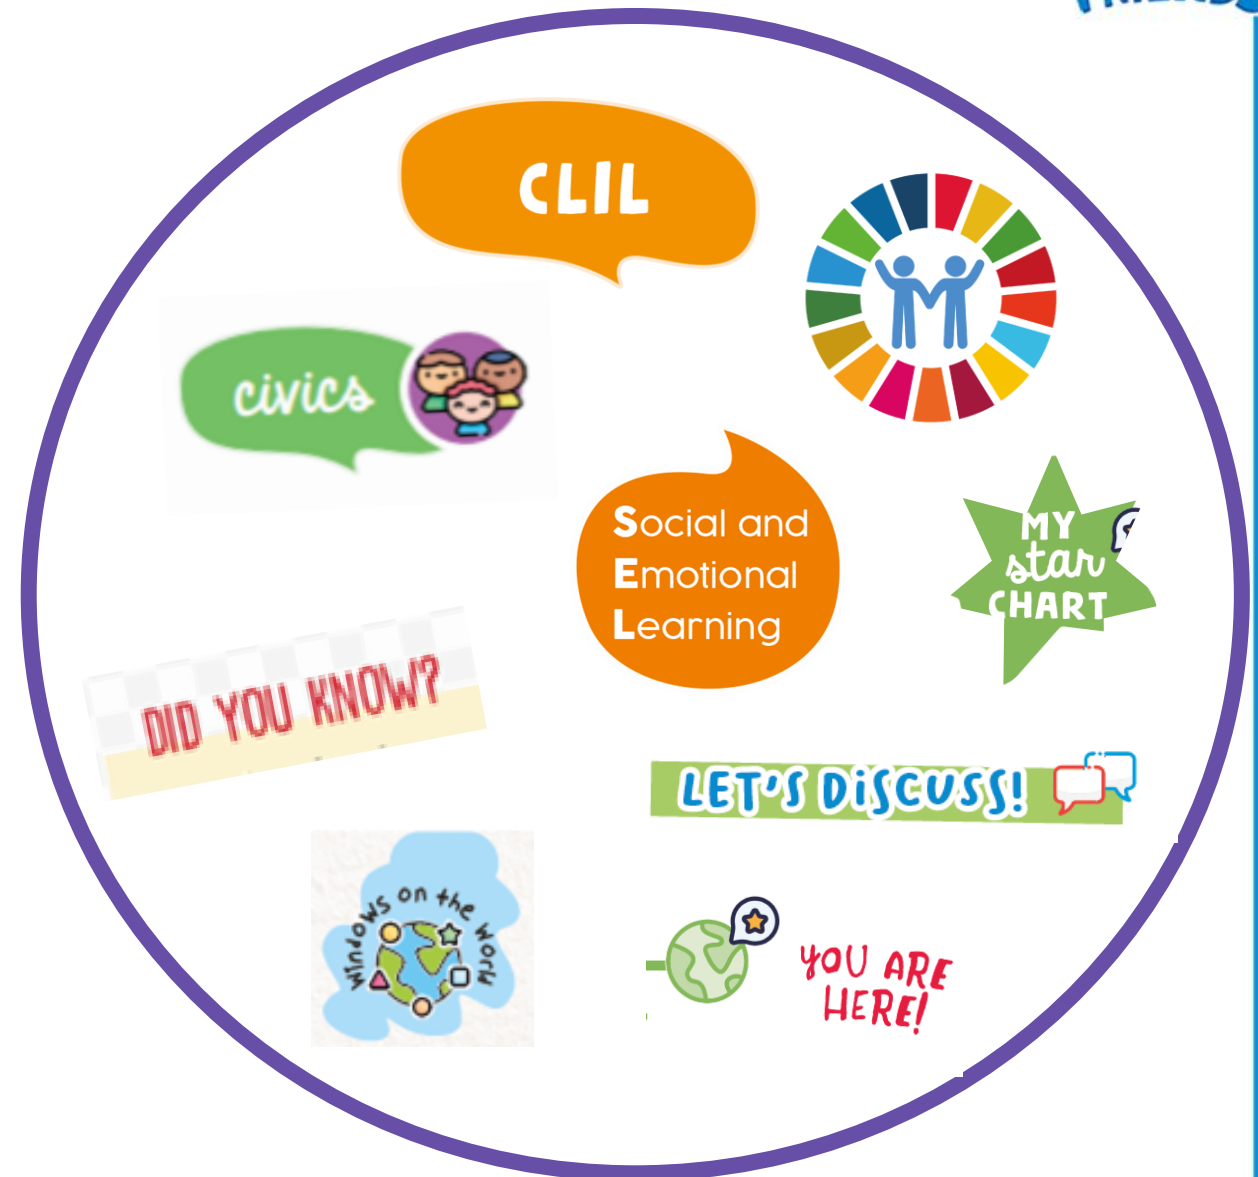 CLIL
civics
Social and
Emotional
Learning
MY
star
CHART
DID YOU KNOW?
LET'S DiSCUSS!
windows on the world
YOU ARE
HERE!